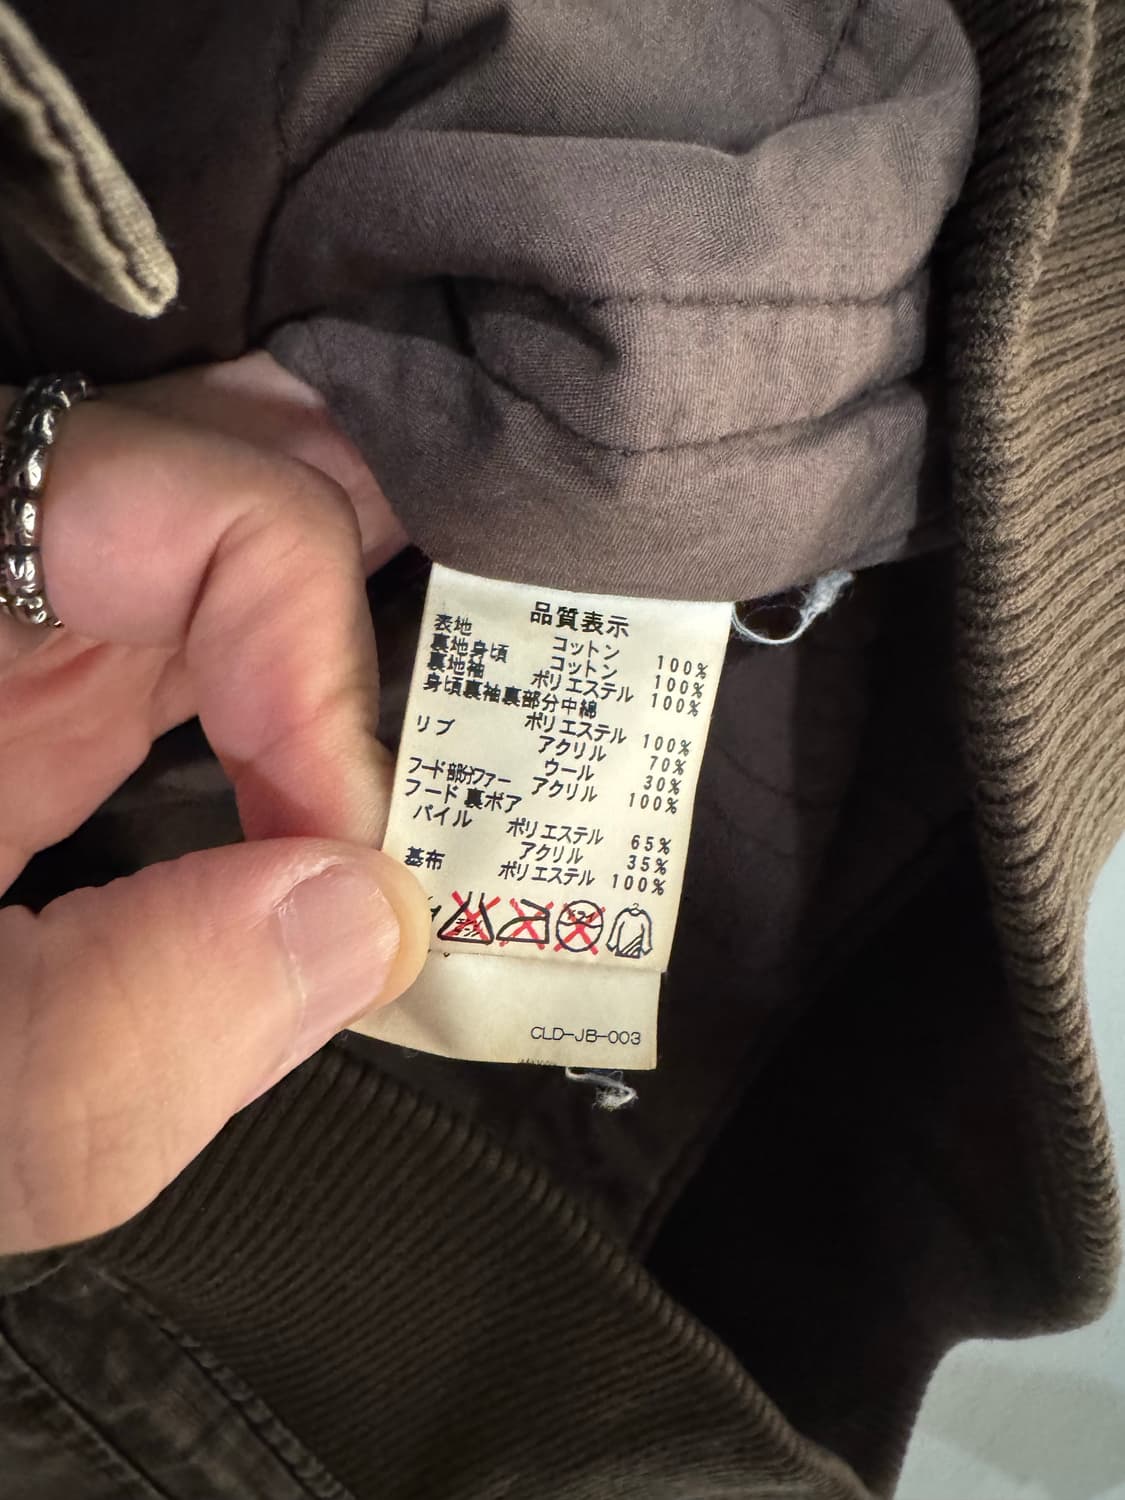 品質表示
表地 コットン 100%
裏地身頃 コットン 100%
裏地袖 ポリエステル 100%
身頃裏袖裏部分中綿
ポリエステル 100%
リブ アクリル 70%
ウール 30%
フード部分ファー アクリル 100%
フード裏ボア
パイル ポリエステル 65%
アクリル 35%
基布 ポリエステル 100%
CLD-JB-003